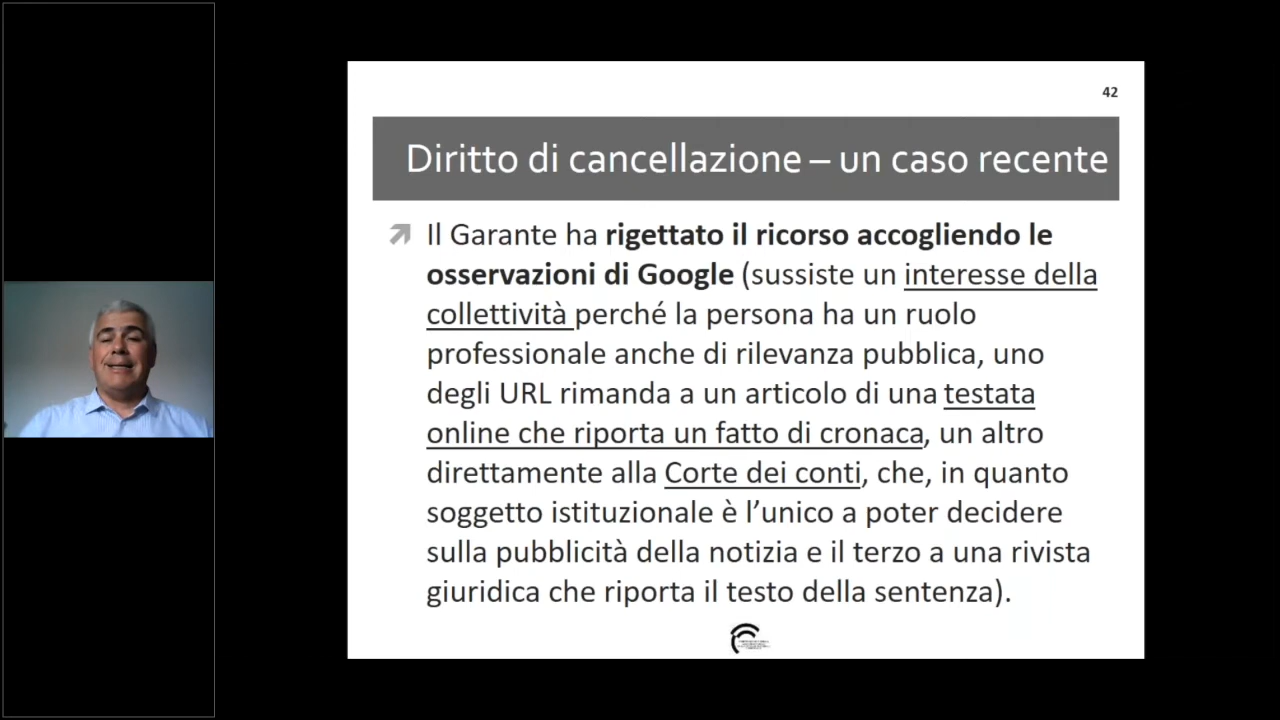 42
Diritto di cancellazione – un caso recente
Il Garante ha rigettato il ricorso accogliendo le
osservazioni di Google (sussiste un interesse della
collettività perché la persona ha un ruolo
professionale anche di rilevanza pubblica, uno
degli URL rimanda a un articolo di una testata
online che riporta un fatto di cronaca, un altro
direttamente alla Corte dei conti, che, in quanto
soggetto istituzionale è l’unico a poter decidere
sulla pubblicità della notizia e il terzo a una rivista
giuridica che riporta il testo della sentenza).